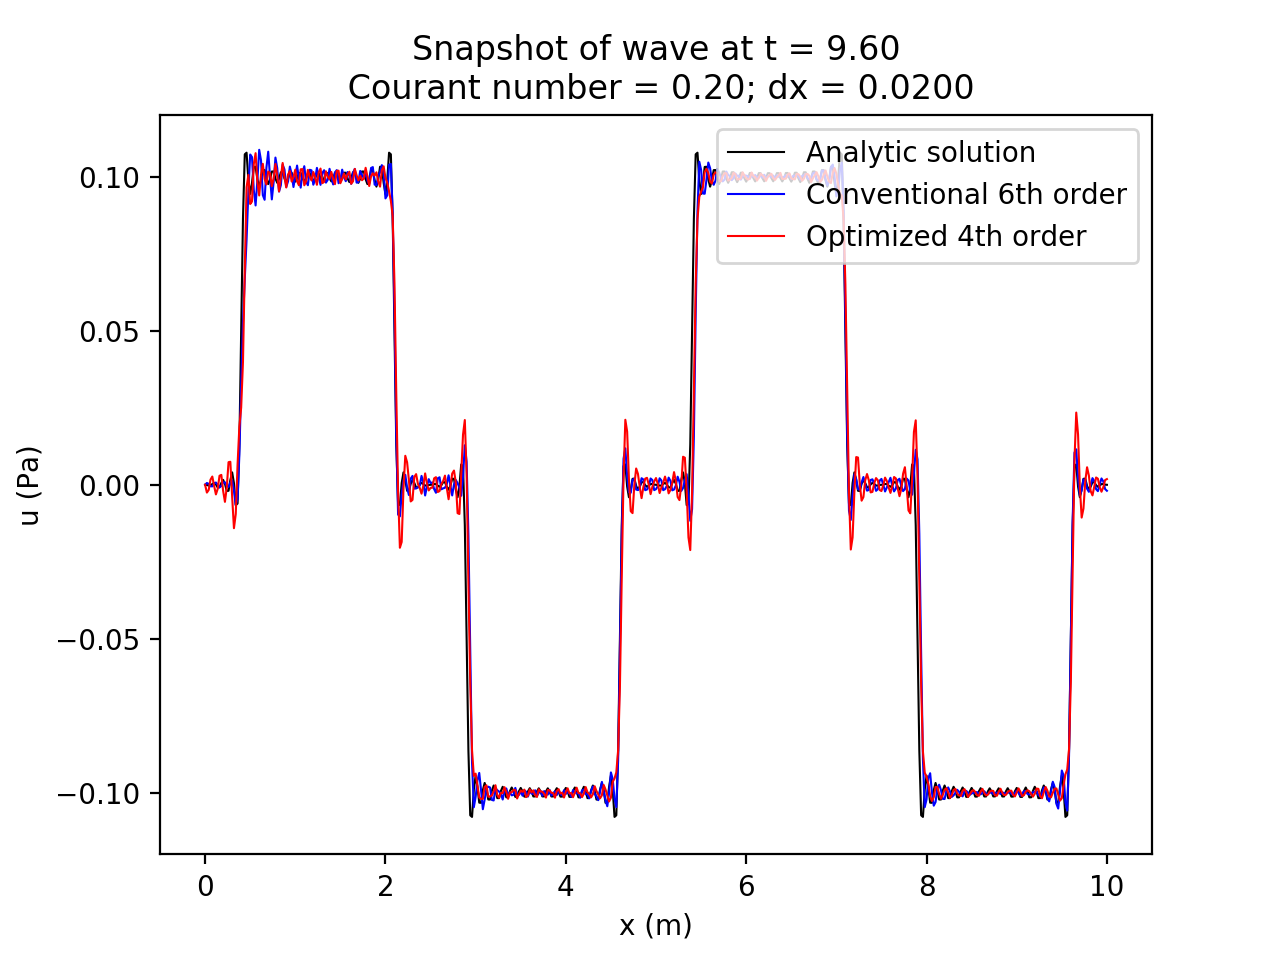 Snapshot of wave at t = 9.60
Courant number = 0.20; dx = 0.0200
Analytic solution
Conventional 6th order
Optimized 4th order
0.10
0.05
0.00
−0.05
−0.10
u (Pa)
0 2 4 6 8 10
x (m)